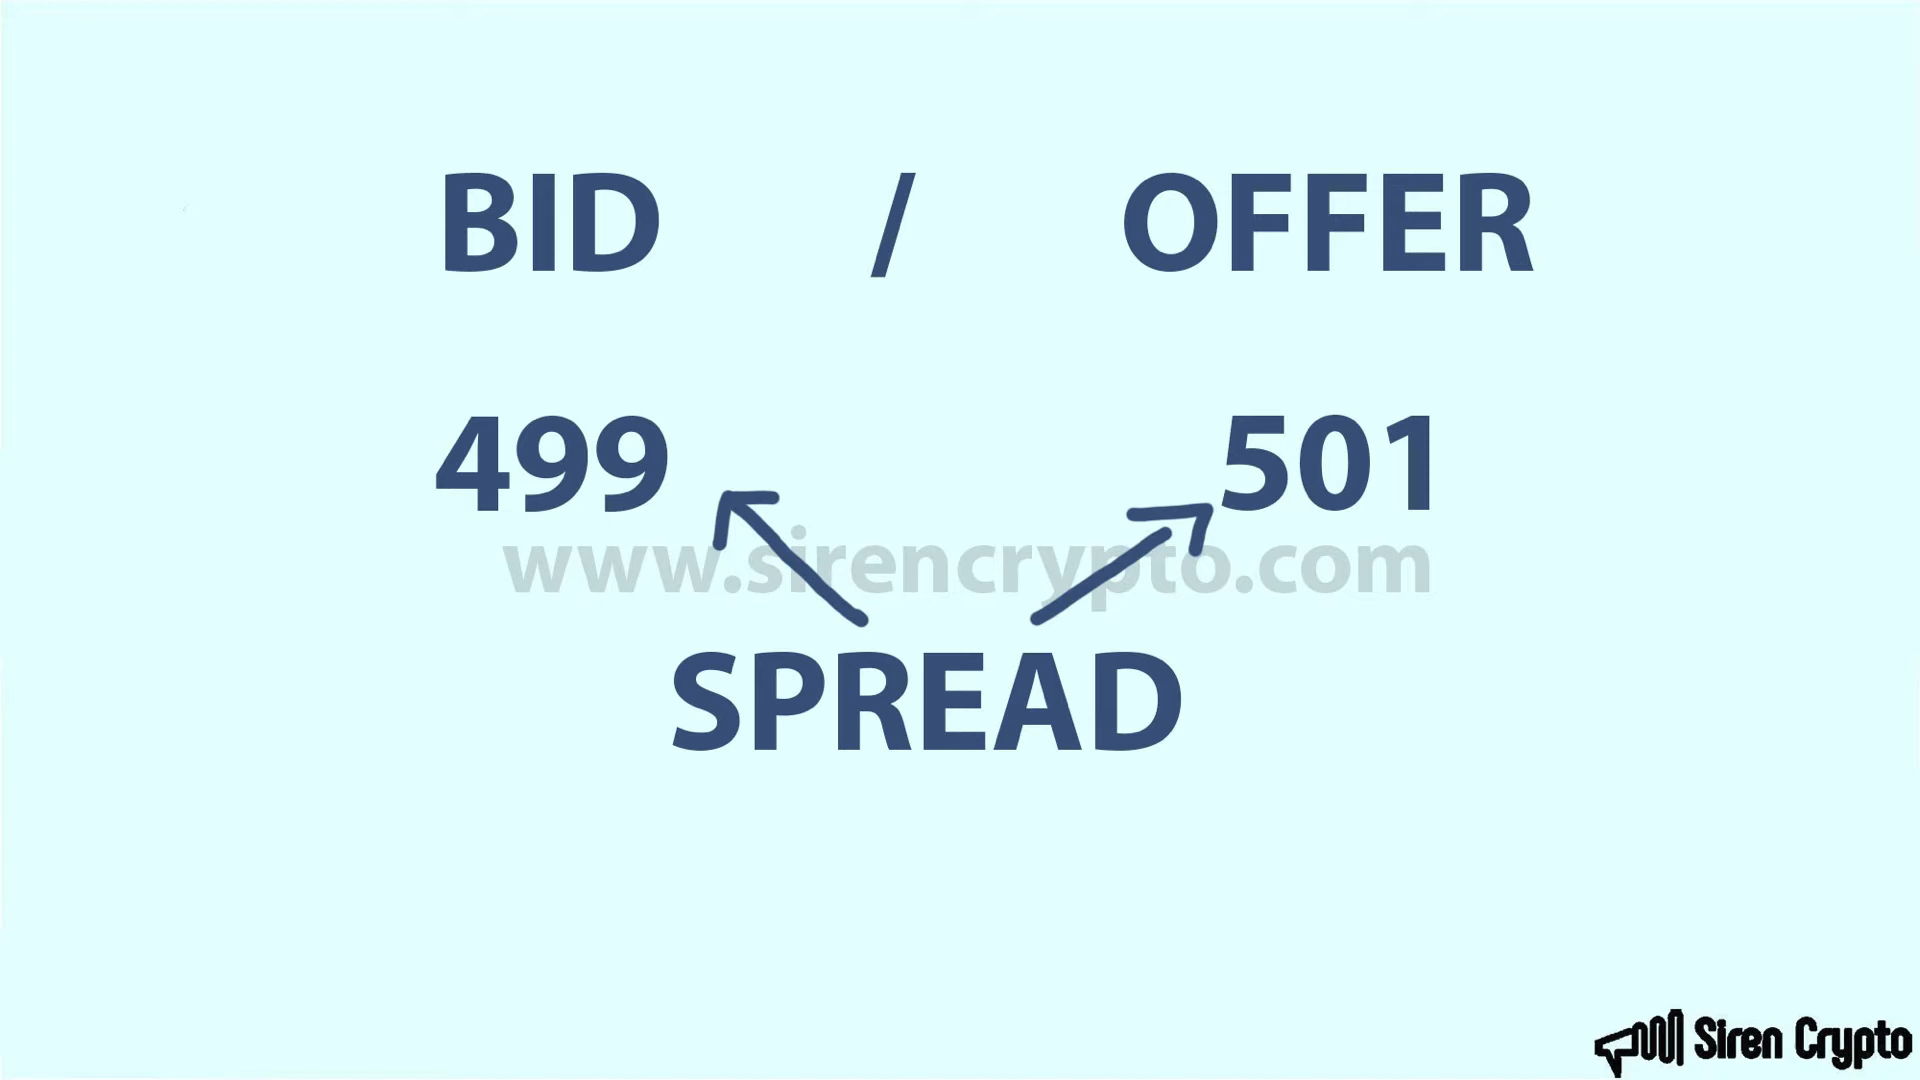 BID / OFFER
499 501
www.sirencrypto.com
SPREAD
Siren Crypto